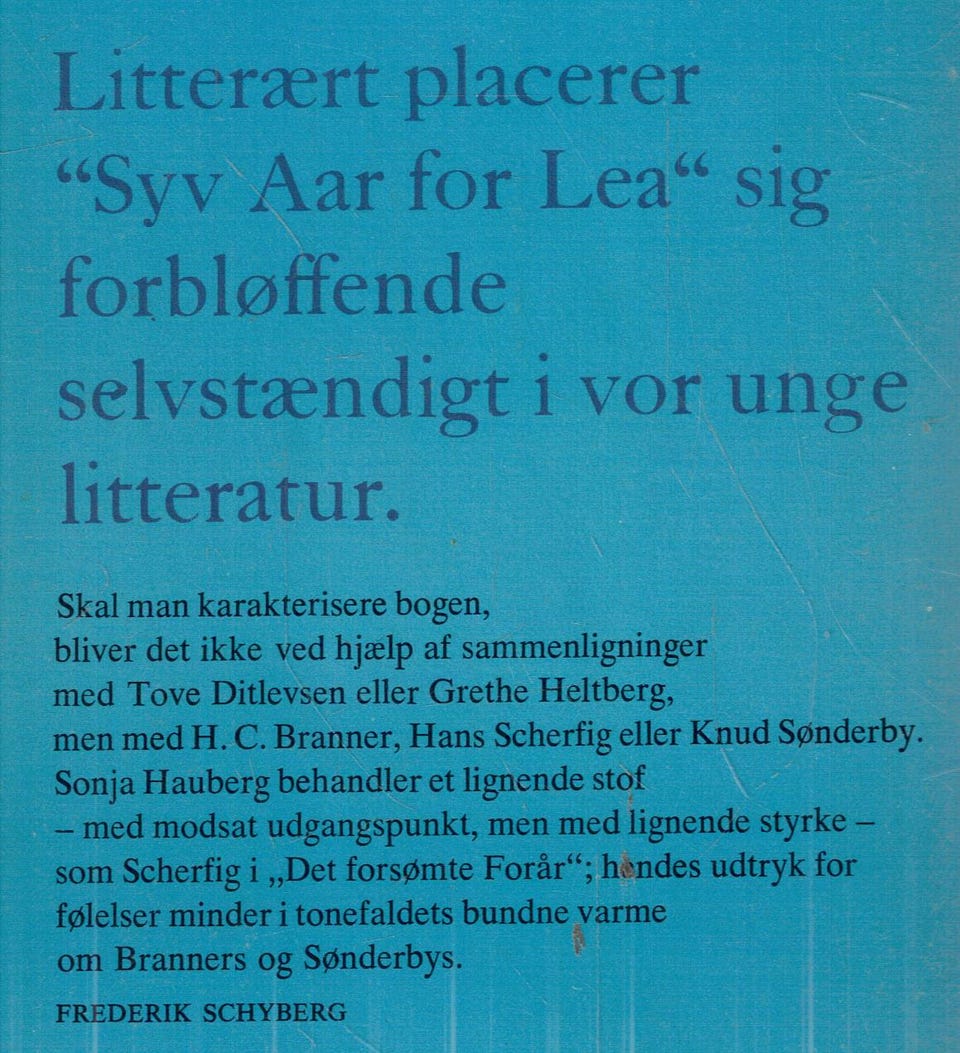 Litterært placerer
“Syv Aar for Lea“ sig
forbløffende
selvstændigt i vor unge
litteratur.
Skal man karakterisere bogen,
bliver det ikke ved hjælp af sammenligninger
med Tove Ditlevsen eller Grethe Heltberg,
men med H. C. Branner, Hans Scherfig eller Knud Sønderby.
Sonja Hauberg behandler et lignende stof
– med modsat udgangspunkt, men med lignende styrke –
som Scherfig i „Det forsømte Forår“; hendes udtryk for
følelser minder i tonefaldets bundne varme
om Branners og Sønderbys.
FREDERIK SCHYBERG